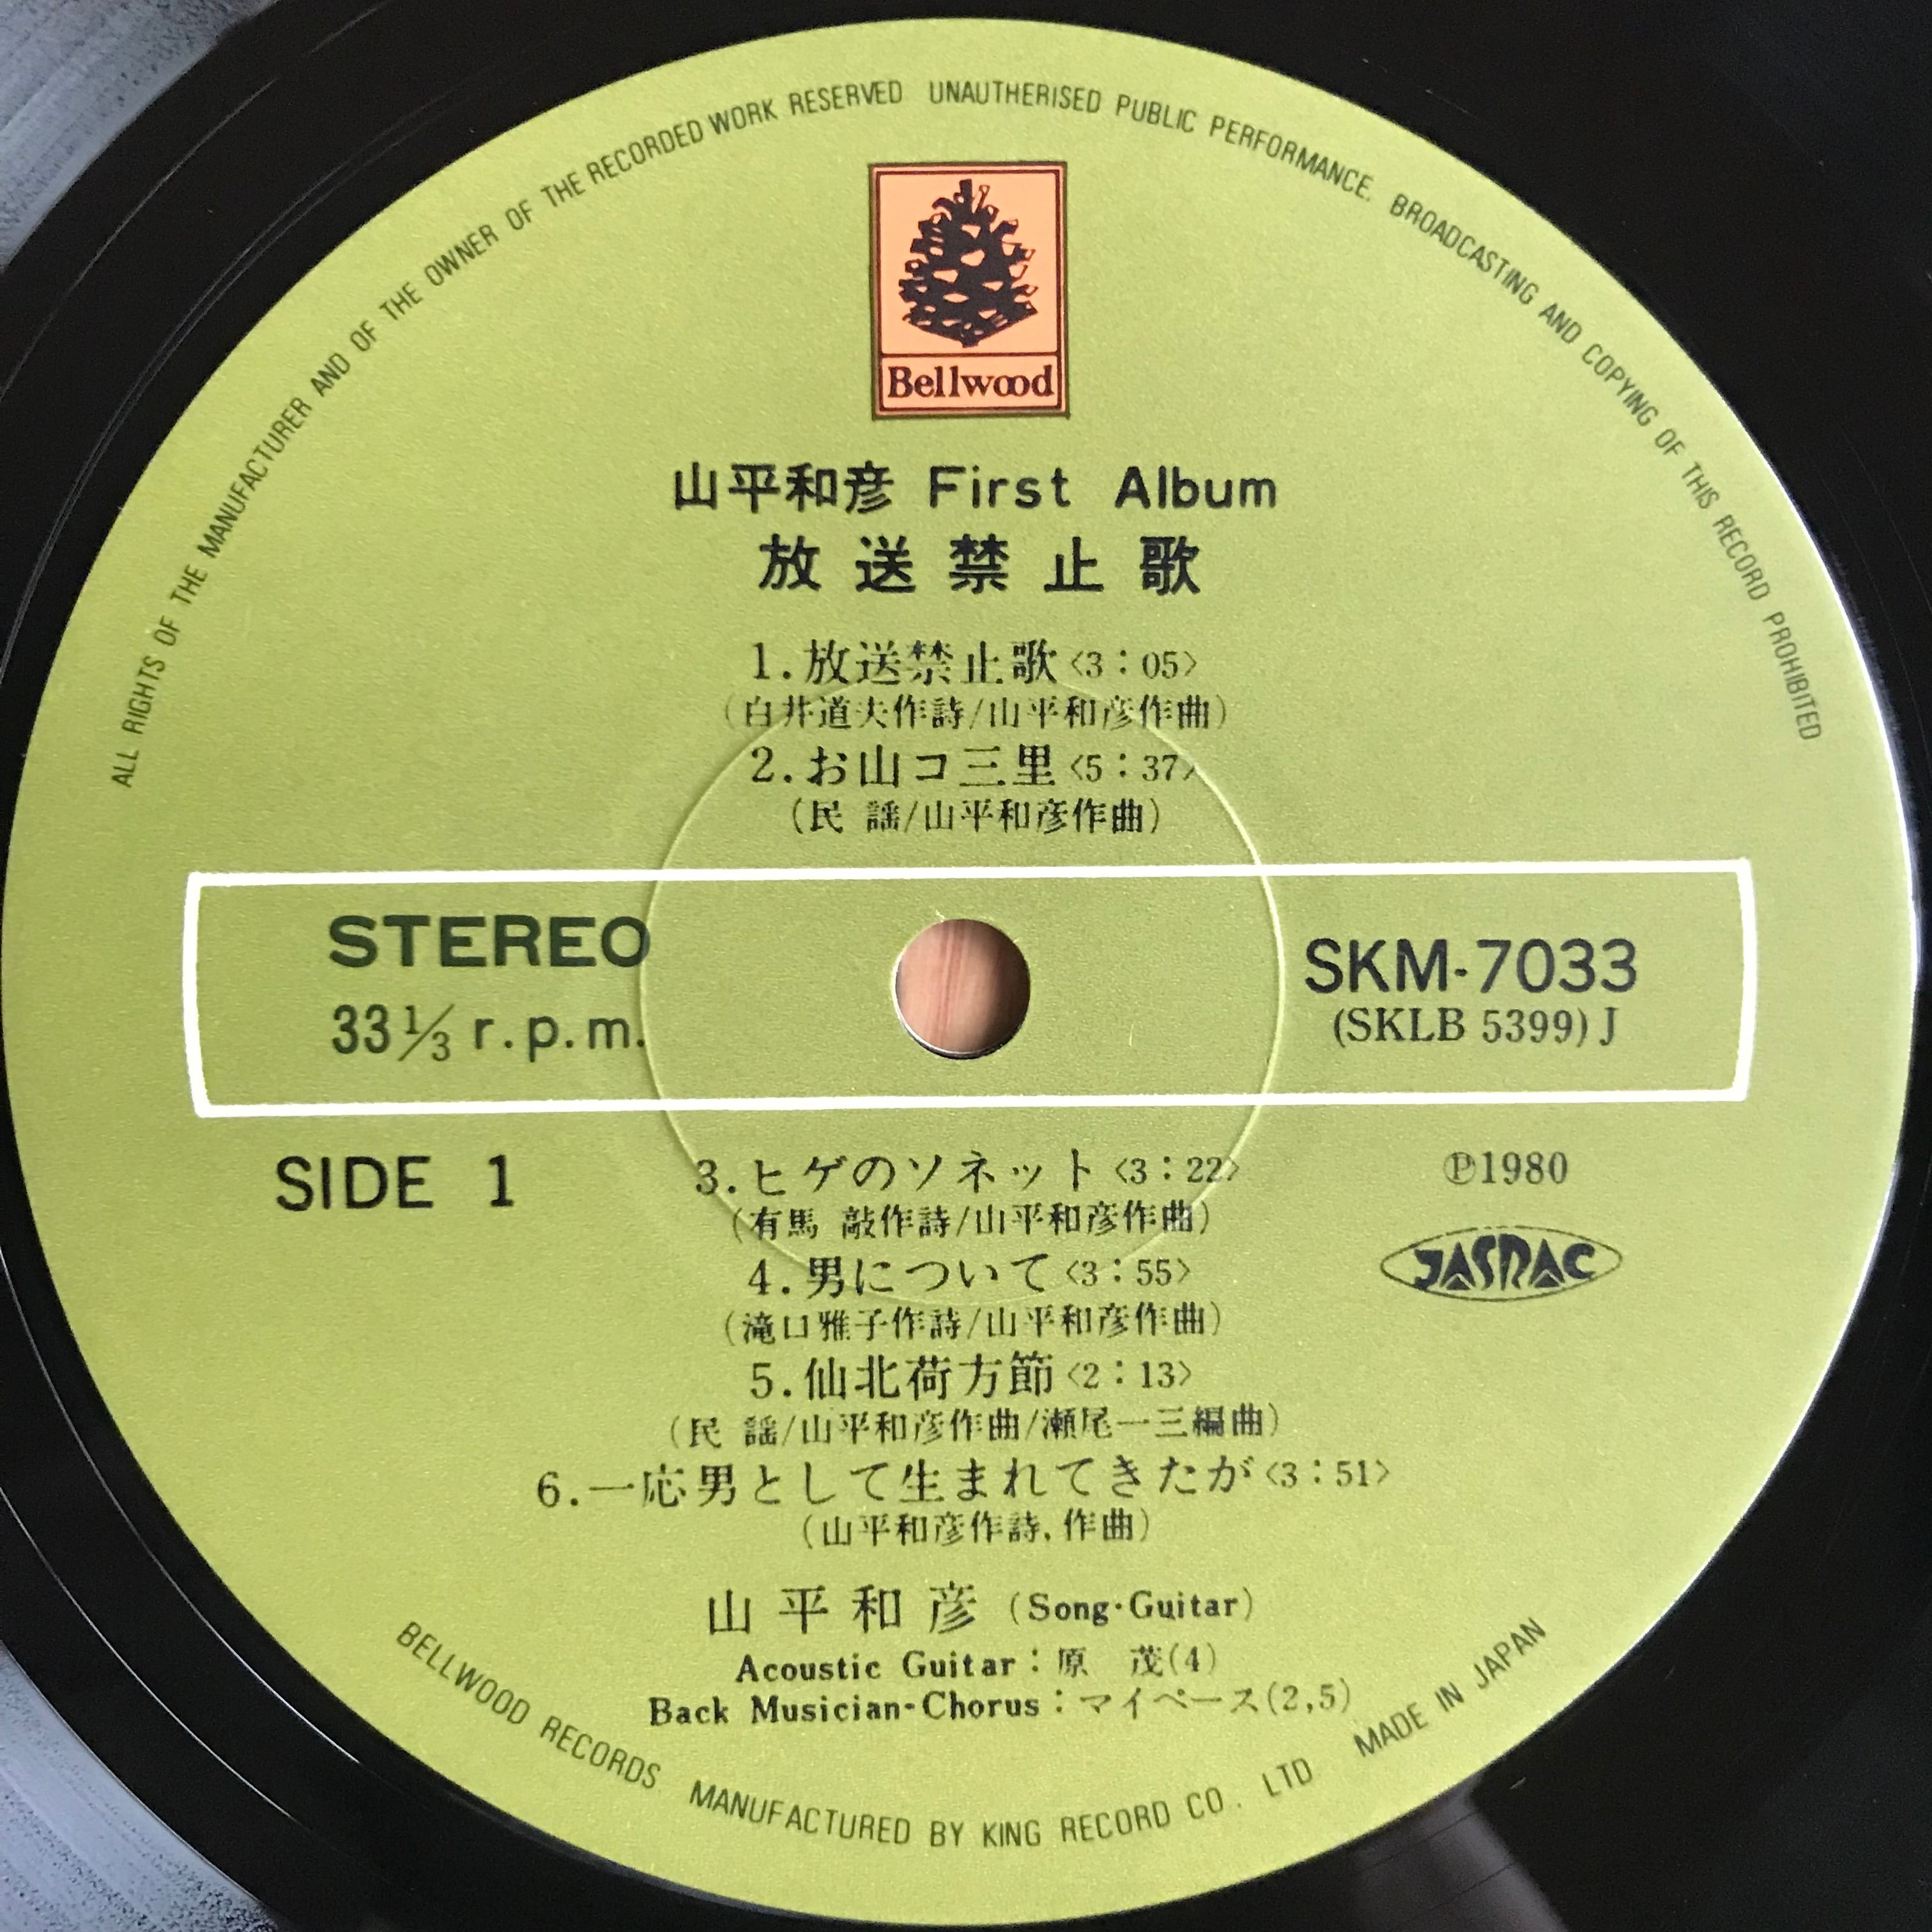 ALL RIGHTS OF THE MANUFACTURER AND OF THE OWNER OF THE RECORDED WORK RESERVED UNAUTHERISED PUBLIC PERFORMANCE. BROADCASTING AND COPYING OF THIS RECORD PROHIBITED
Bellwood
山平和彦 First Album
放送禁止歌
1.放送禁止歌〈3：05〉
(白井道夫作詩/山平和彦作曲)
2.お山コ三里〈5：37〉
(民 謡/山平和彦作曲)
STEREO
33⅓ r.p.m.
SKM-7033
(SKLB 5399) J
SIDE 1
3.ヒゲのソネット〈3：22〉
(有馬 敲作詩/山平和彦作曲)
4.男について〈3：55〉
(滝口雅子作詩/山平和彦作曲)
5.仙北荷方節〈2：13〉
(民 謡/山平和彦作曲/瀬尾一三編曲)
6.一応男として生まれてきたが〈3：51〉
(山平和彦作詩.作曲)
℗1980
JASRAC
山平和彦 (Song・Guitar)
Acoustic Guitar：原 茂(4)
Back Musician-Chorus：マイペース(2,5)
BELLWOOD RECORDS MANUFACTURED BY KING RECORD CO. LTD MADE IN JAPAN